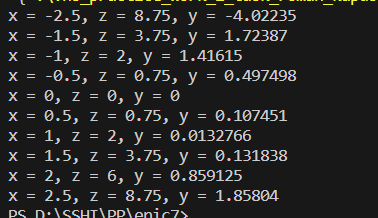 x = -2.5, z = 8.75, y = -4.02235
x = -1.5, z = 3.75, y = 1.72387
x = -1, z = 2, y = 1.41615
x = -0.5, z = 0.75, y = 0.497498
x = 0, z = 0, y = 0
x = 0.5, z = 0.75, y = 0.107451
x = 1, z = 2, y = 0.0132766
x = 1.5, z = 3.75, y = 0.131838
x = 2, z = 6, y = 0.859125
x = 2.5, z = 8.75, y = 1.85804
PS D:\SSHI\PP\epic7>